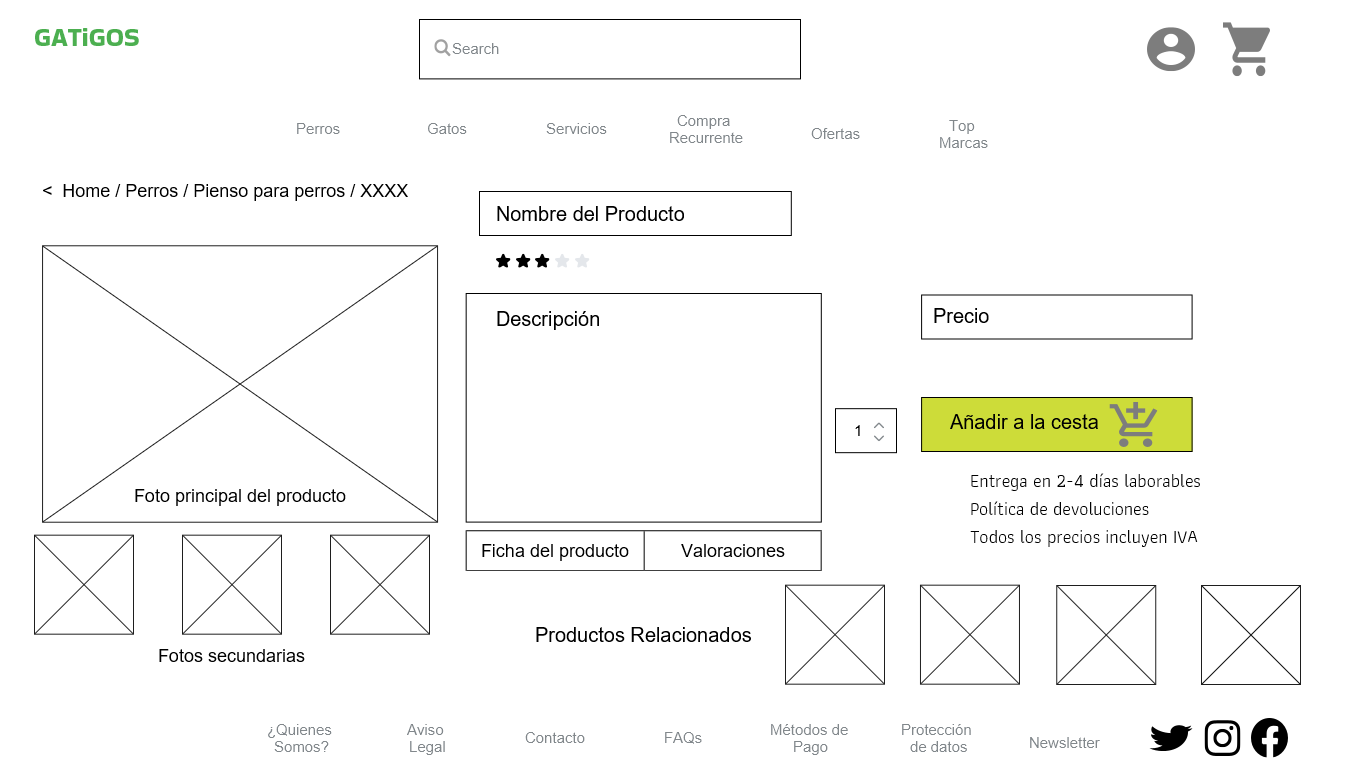 GATiGOS
Search
Perros
Gatos
Servicios
Compra
Recurrente
Ofertas
Top
Marcas
< Home / Perros / Pienso para perros / XXXX
Nombre del Producto
Descripción
Precio
1
Añadir a la cesta
Foto principal del producto
Entrega en 2-4 días laborables
Política de devoluciones
Todos los precios incluyen IVA
Ficha del producto
Valoraciones
Productos Relacionados
Fotos secundarias
¿Quienes
Somos?
Aviso
Legal
Contacto
FAQs
Métodos de
Pago
Protección
de datos
Newsletter